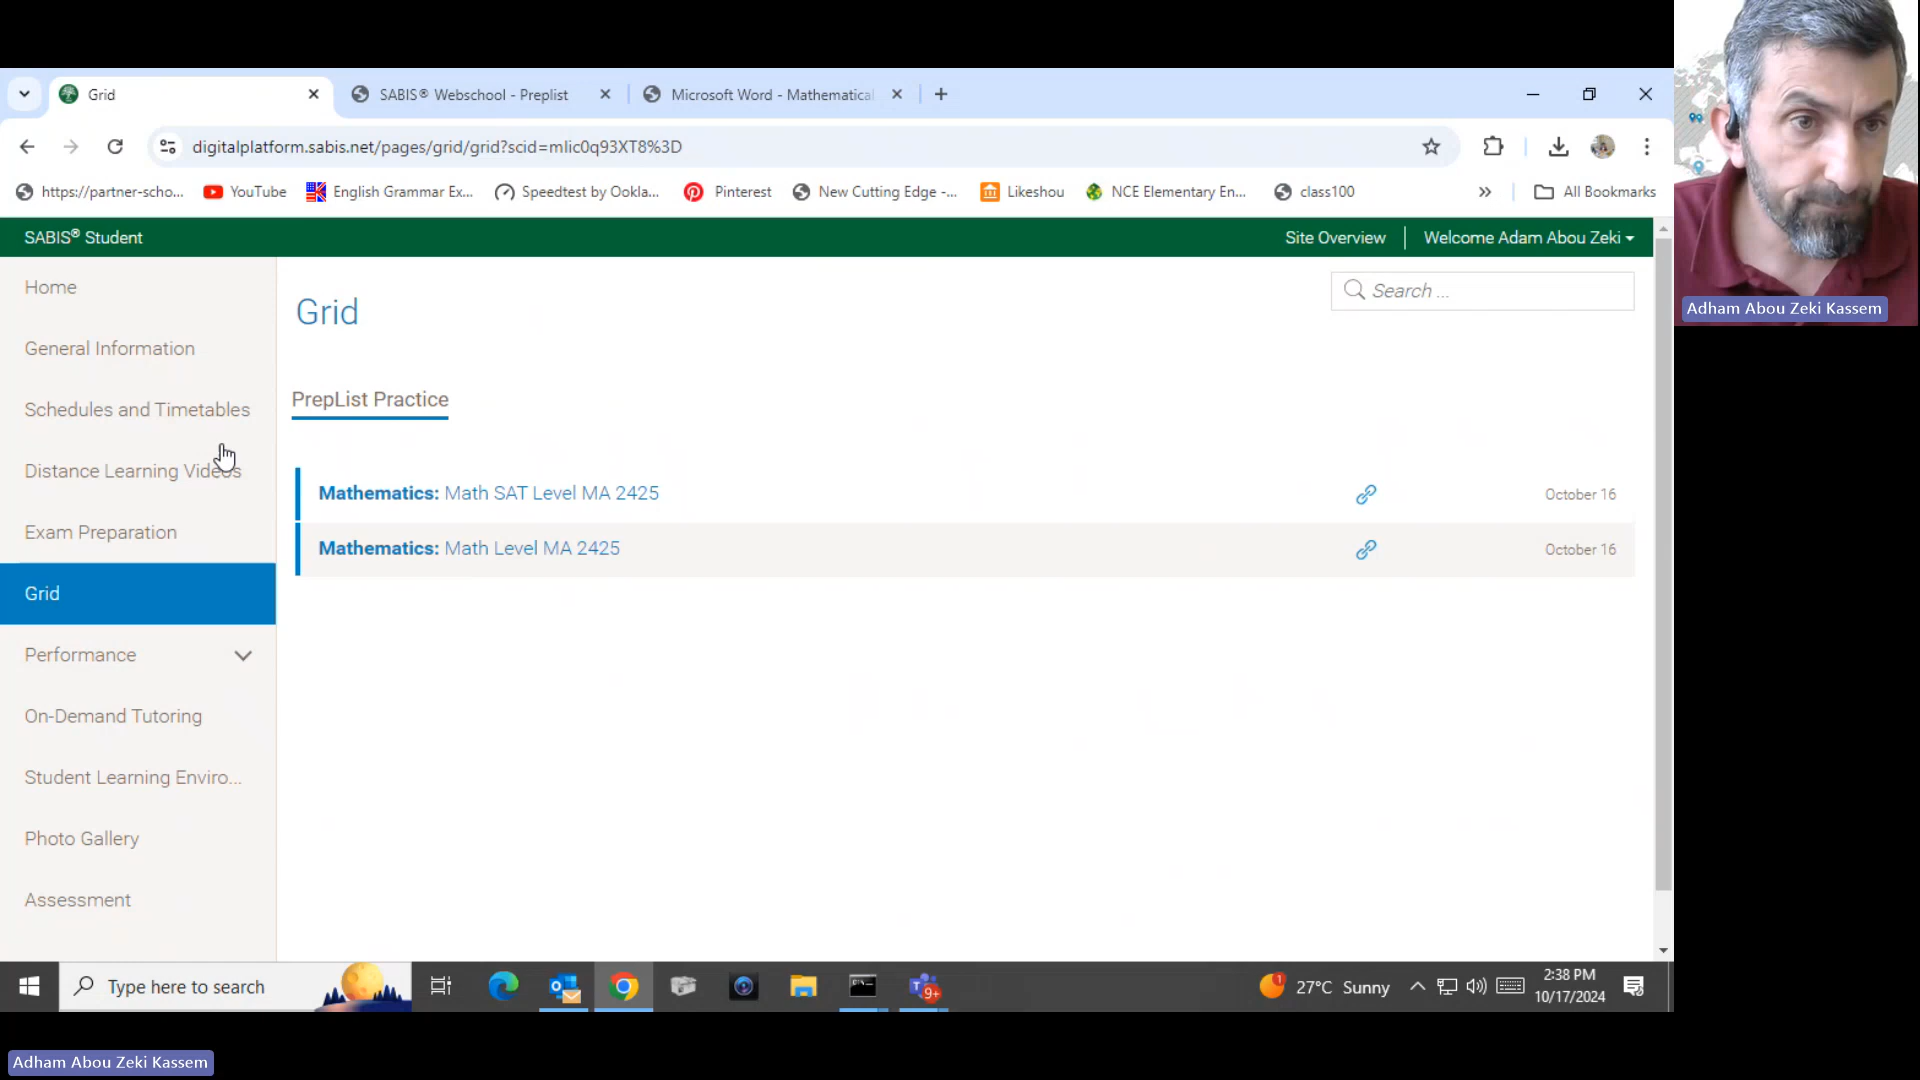 Grid
SABIS® Webschool - Preplist
Microsoft Word - Mathematical
digitalplatform.sabis.net/pages/grid/grid?scid=mlic0q93XT8%3D
https://partner-scho...
YouTube
English Grammar Ex...
Speedtest by Ookla...
Pinterest
New Cutting Edge -...
Likeshou
NCE Elementary En...
class100
»
All Bookmarks
SABIS® Student
Site Overview
Welcome Adam Abou Zeki
Home
General Information
Schedules and Timetables
Distance Learning Videos
Exam Preparation
Grid
Performance
On-Demand Tutoring
Student Learning Enviro...
Photo Gallery
Assessment
Grid
Search ...
PrepList Practice
Mathematics: Math SAT Level MA 2425
October 16
Mathematics: Math Level MA 2425
October 16
Adham Abou Zeki Kassem
Type here to search
9+
1
27°C Sunny
2:38 PM
10/17/2024
Adham Abou Zeki Kassem